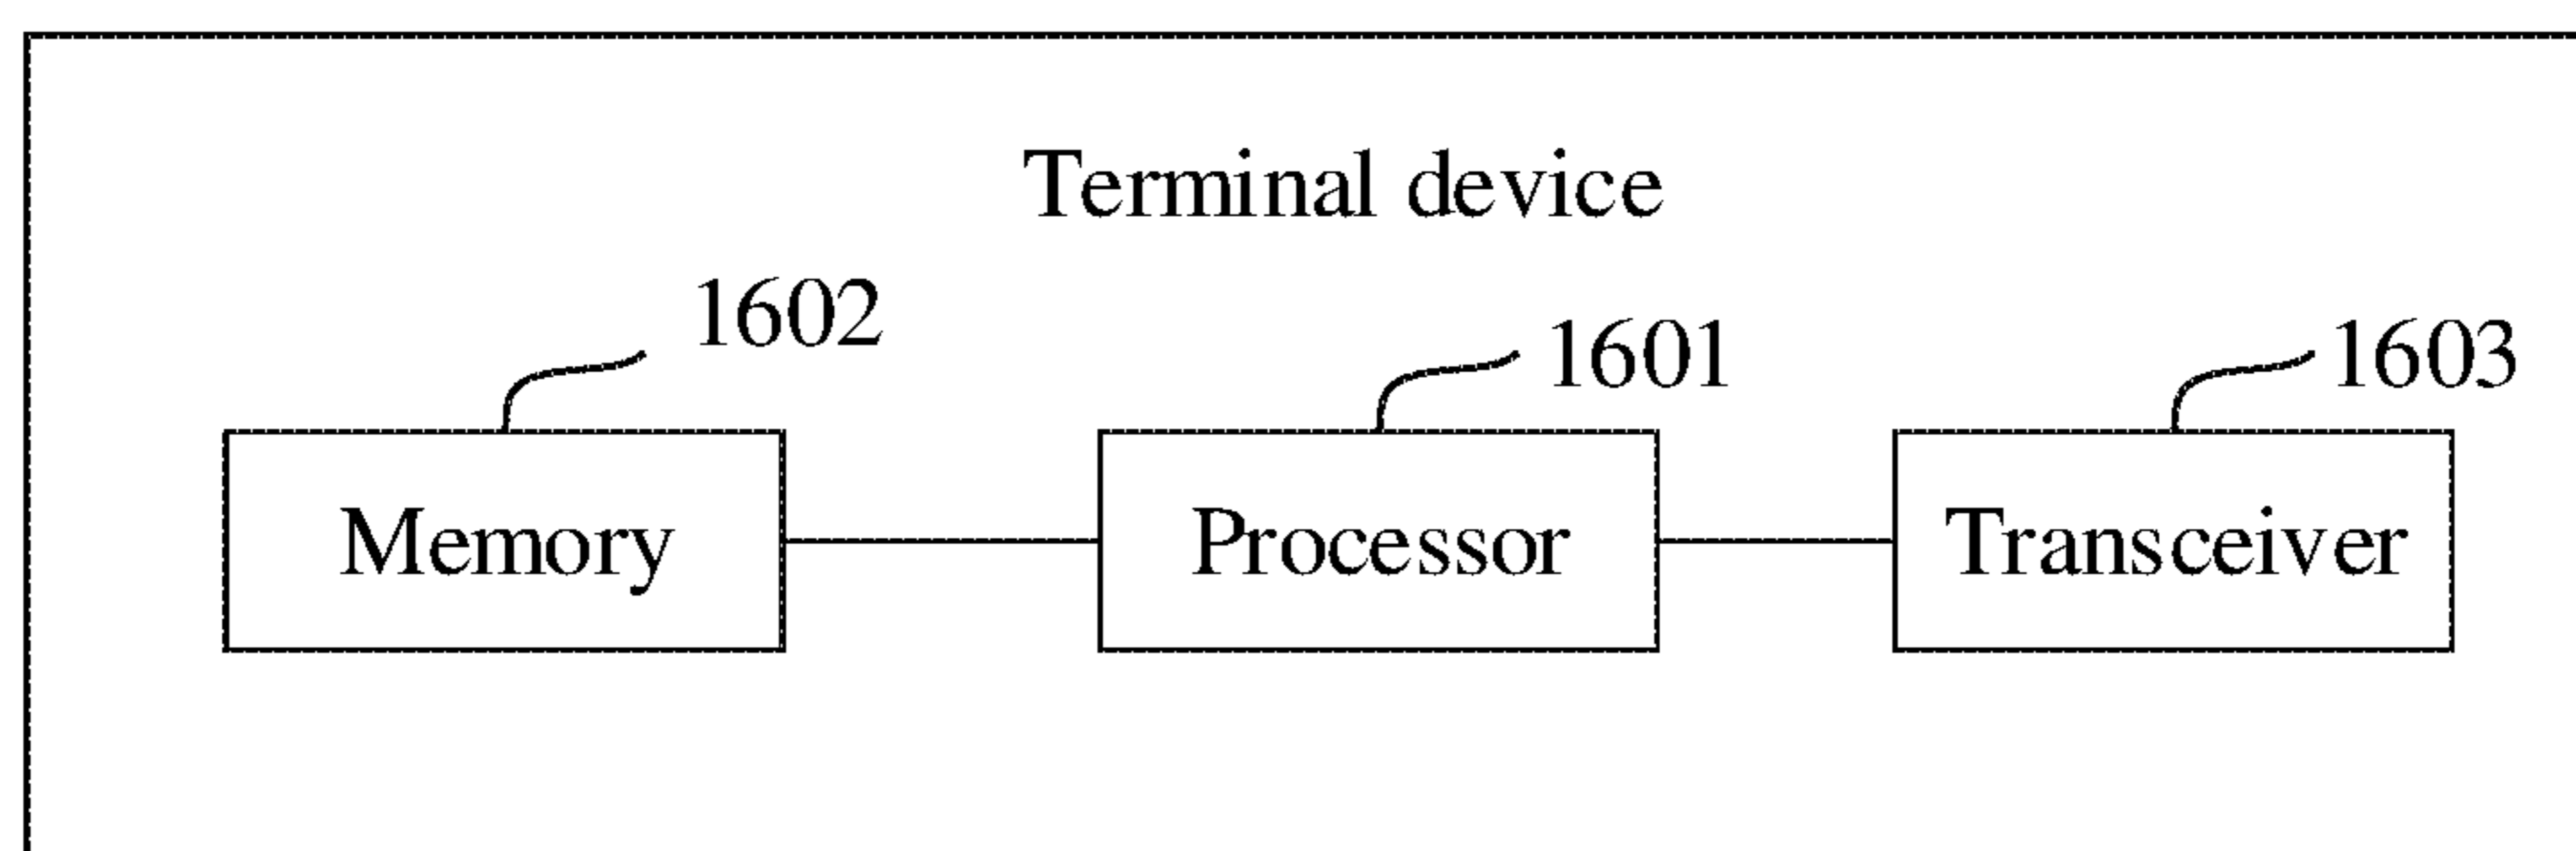 Terminal device
1602
1601
1603
Memory
Processor
Transceiver